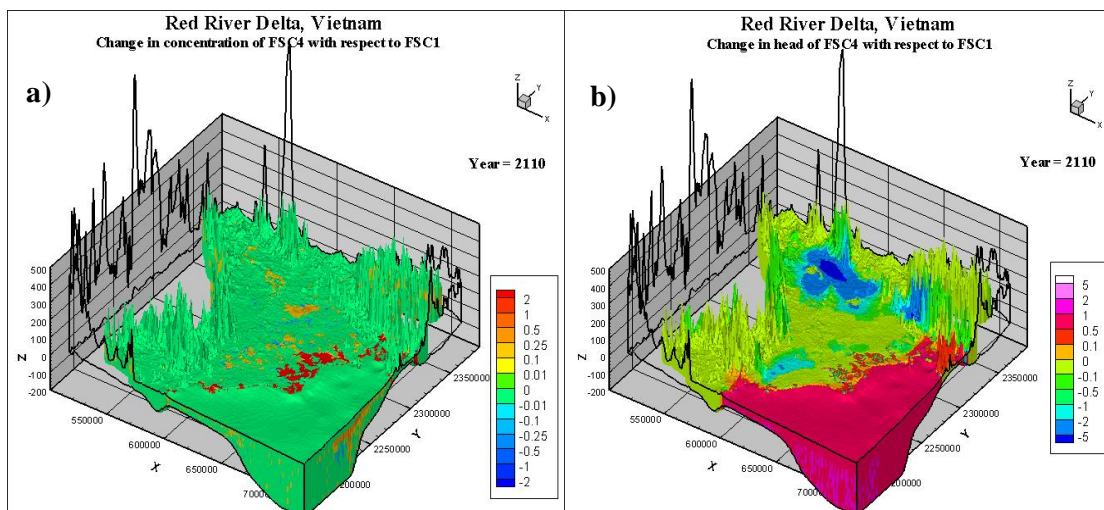 Red River Delta, Vietnam
Change in concentration of FSC4 with respect to FSC1
a)
Z
Y
X
Year = 2110
500
400
300
200
100
0
-100
-200
Z
550000
600000
650000
X
2350000
2300000
2250000
Y
2
1
0.5
0.25
0.1
0.01
0
-0.01
-0.1
-0.25
-0.5
-1
-2
Red River Delta, Vietnam
Change in head of FSC4 with respect to FSC1
b)
Z
Y
X
Year = 2110
500
400
300
200
100
0
-100
-200
Z
550000
600000
650000
X
2350000
2300000
2250000
Y
5
2
1
0.5
0.1
0
-0.1
-0.5
-1
-2
-5